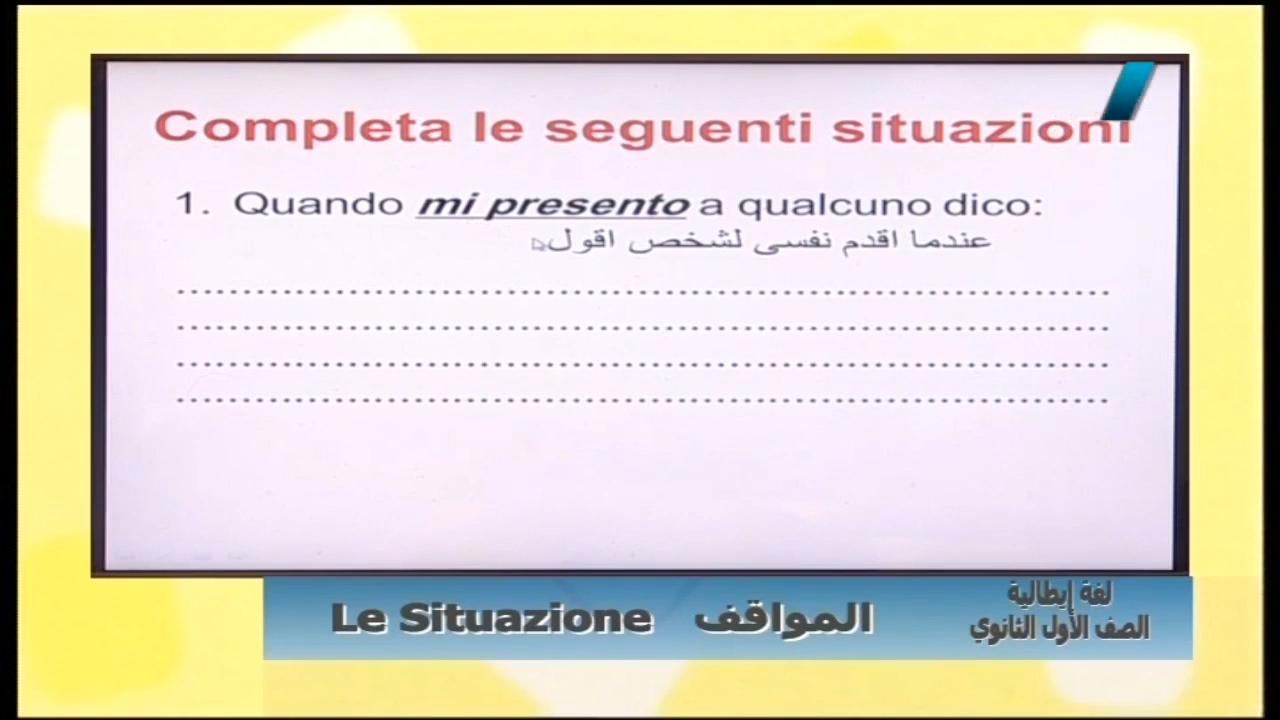 Completa le seguenti situazioni
1. Quando mi presento a qualcuno dico:
عندما اقدم نفسى لشخص اقول
................................................................................
................................................................................
................................................................................
................................................................................
Le Situazione المواقف
لغة إيطالية
الصف الأول الثانوي